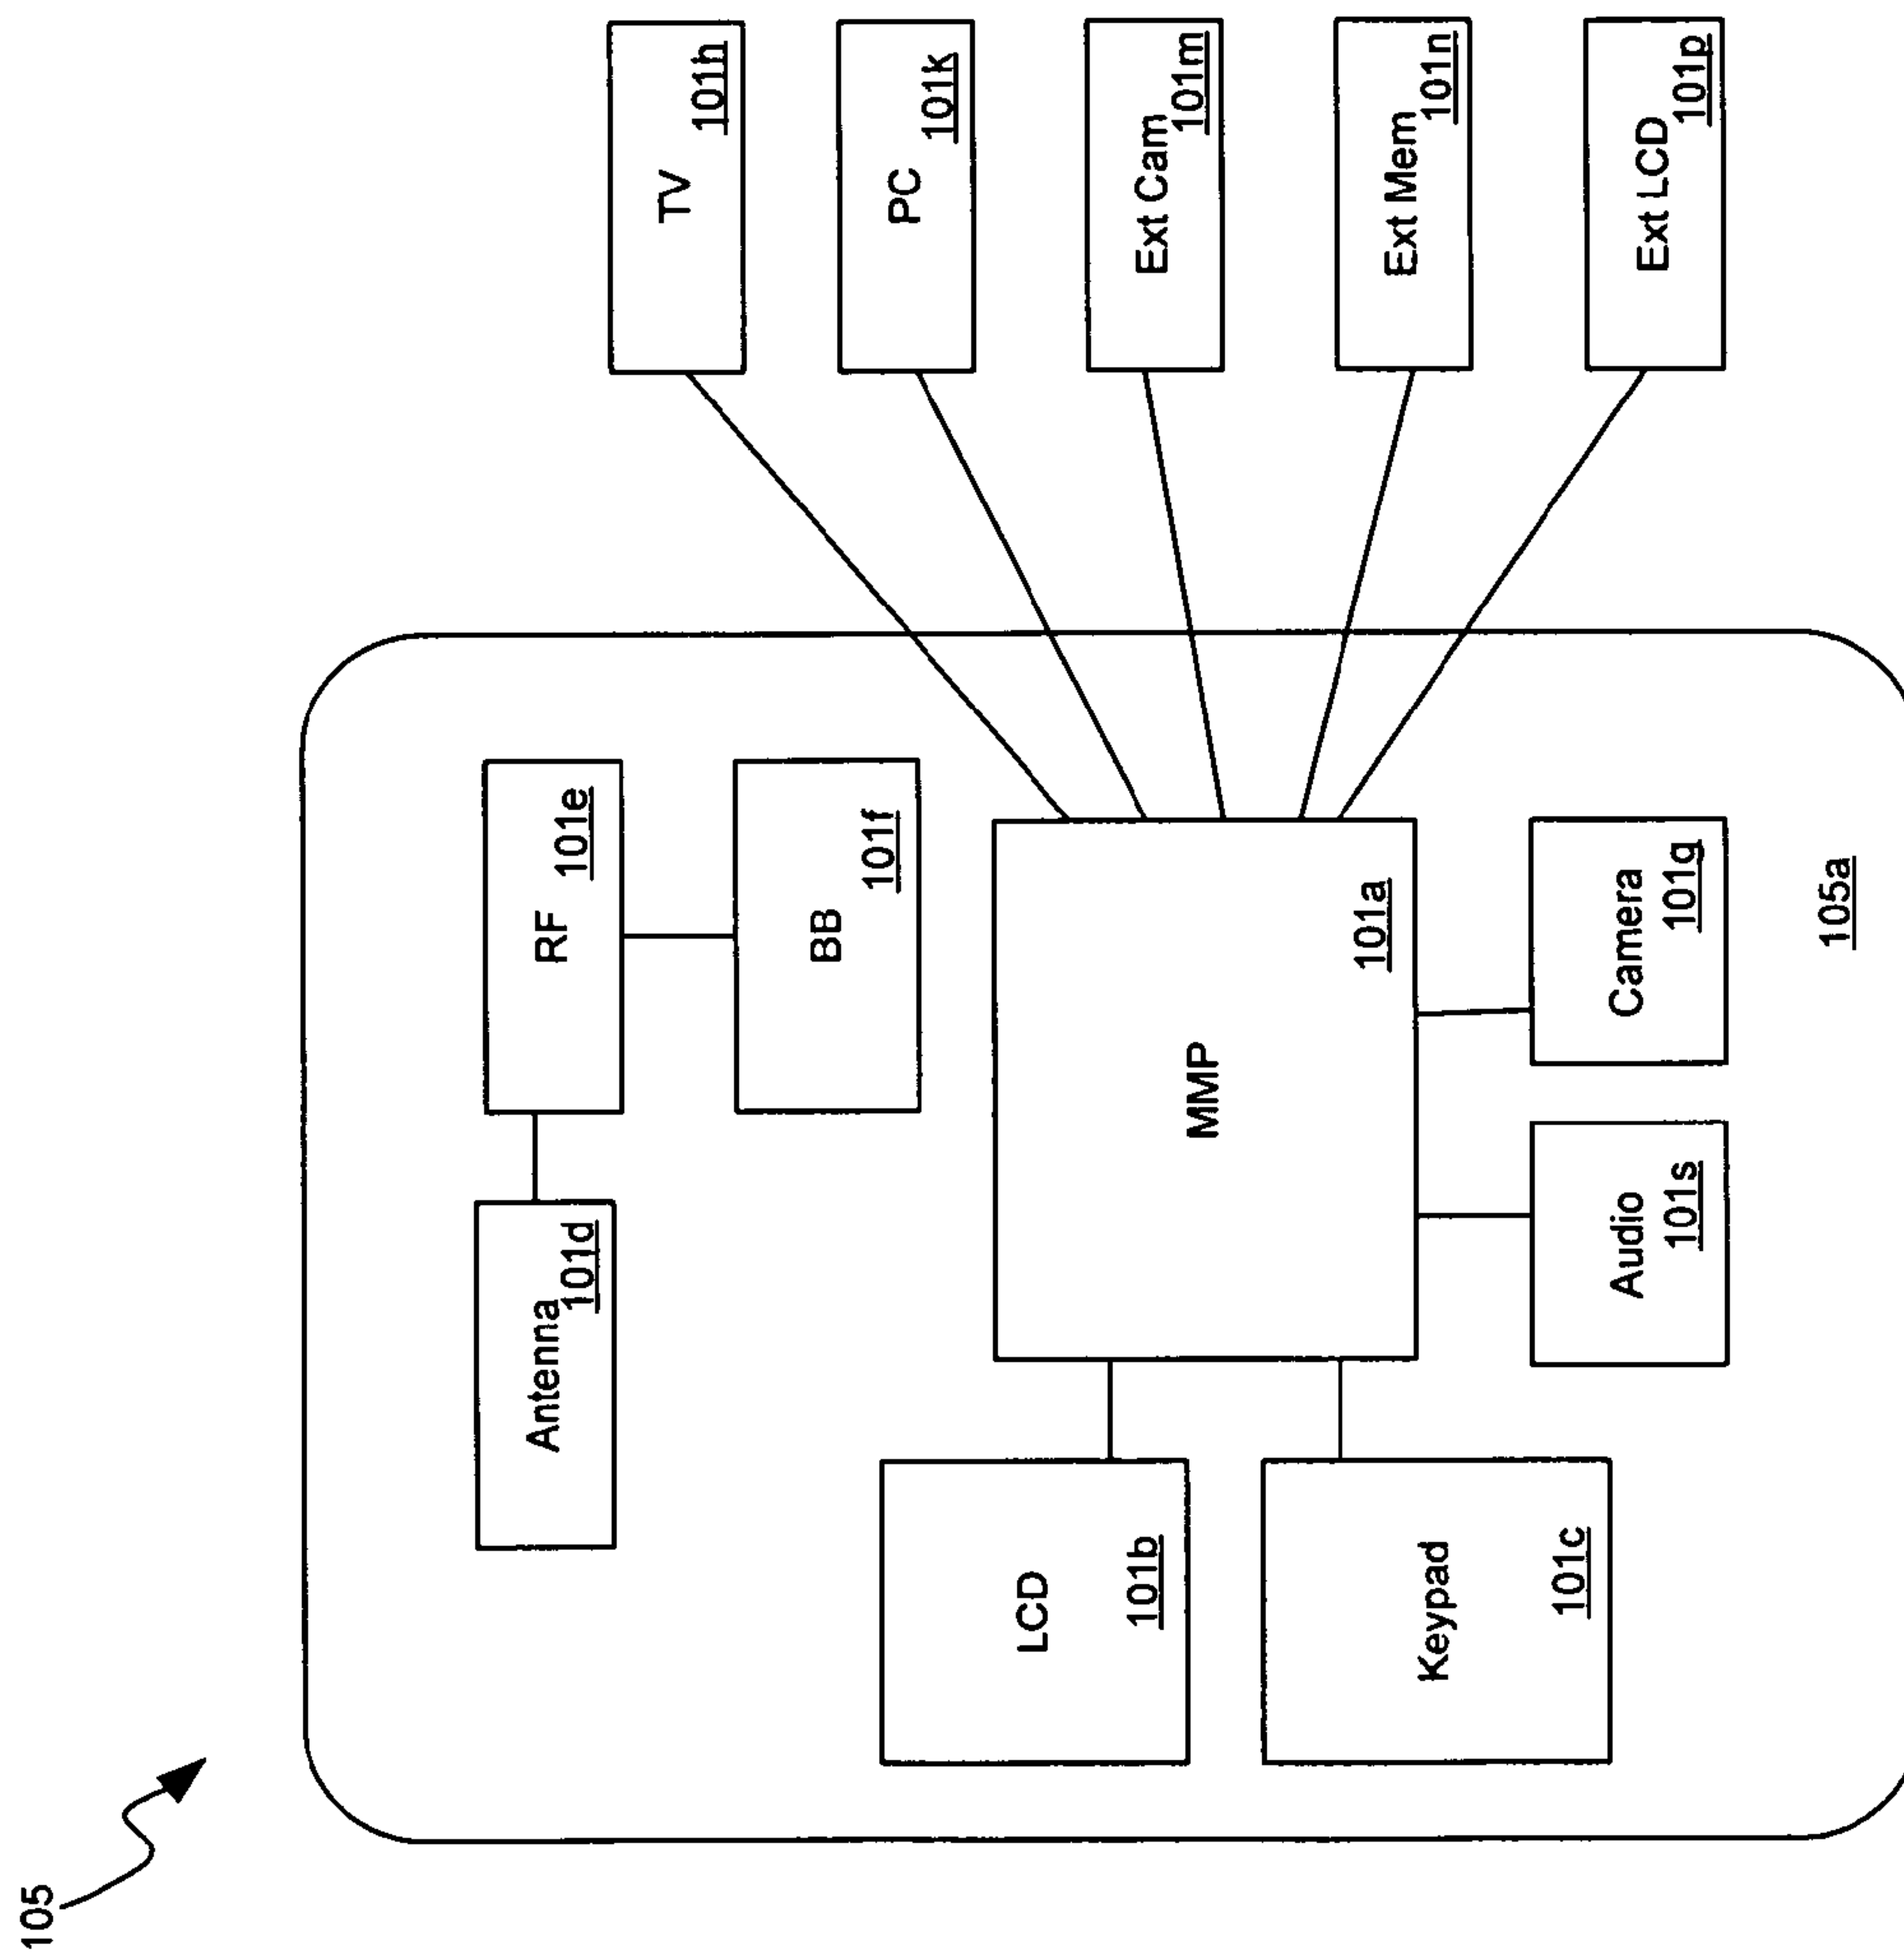 105
Antenna
101d
RF
101e
TV
101h
BB
101f
PC
101k
LCD
101b
MMP
101a
Ext Cam
101m
Keypad
101c
Ext Mem
101n
Audio
101s
Camera
101g
Ext LCD
101p
105a